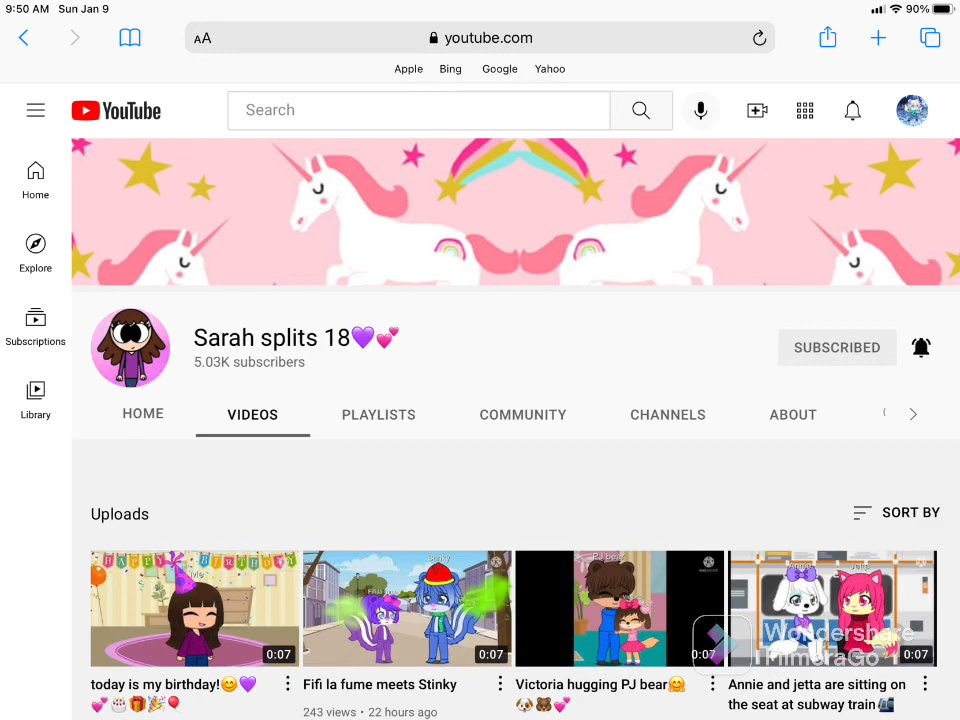 9:50 AM Sun Jan 9
90%
AA
youtube.com
Apple Bing Google Yahoo
YouTube
Search
Home
Explore
Subscriptions
Library
Sarah splits 18💜💕
5.03K subscribers
SUBSCRIBED
HOME VIDEOS PLAYLISTS COMMUNITY CHANNELS ABOUT
Uploads
SORT BY
HAPPY BIRTHDAY
Me
0:07
Stinky
0:07
PJ bear
0:07
Annie
Jetta
0:07
Wondershare
FilmoraGo
today is my birthday!😊💜
💕🎂🎁🎉🎈
Fifi la fume meets Stinky
243 views • 22 hours ago
Victoria hugging PJ bear🤗
🐶🐻💕
Annie and jetta are sitting on
the seat at subway train🚈